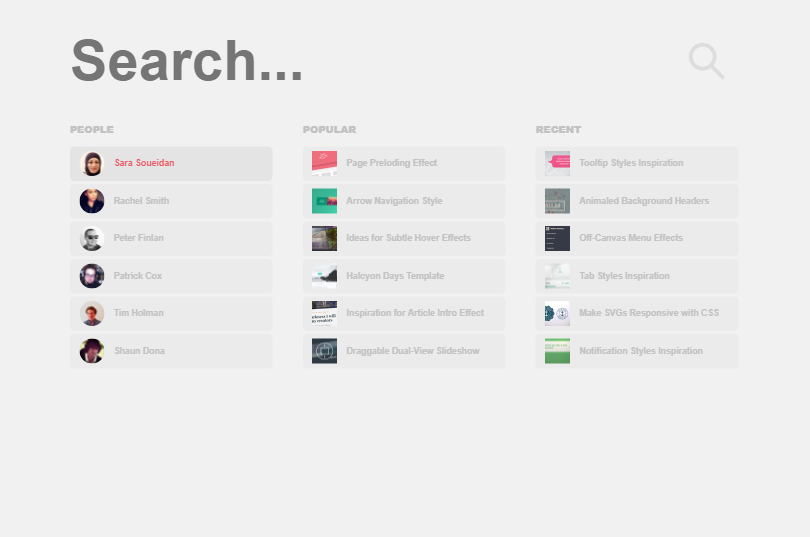 Search...
PEOPLE
Sara Soueidan
Rachel Smith
Peter Finlan
Patrick Cox
Tim Holman
Shaun Dona
POPULAR
Page Preloding Effect
Arrow Navigation Style
Ideas for Subtle Hover Effects
Halcyon Days Template
Inspiration for Article Intro Effect
Draggable Dual-View Slideshow
RECENT
Tooltip Styles Inspiration
Animaled Background Headers
Off-Canvas Menu Effects
Tab Styles Inspiration
Make SVGs Responsive with CSS
Notification Styles Inspiration